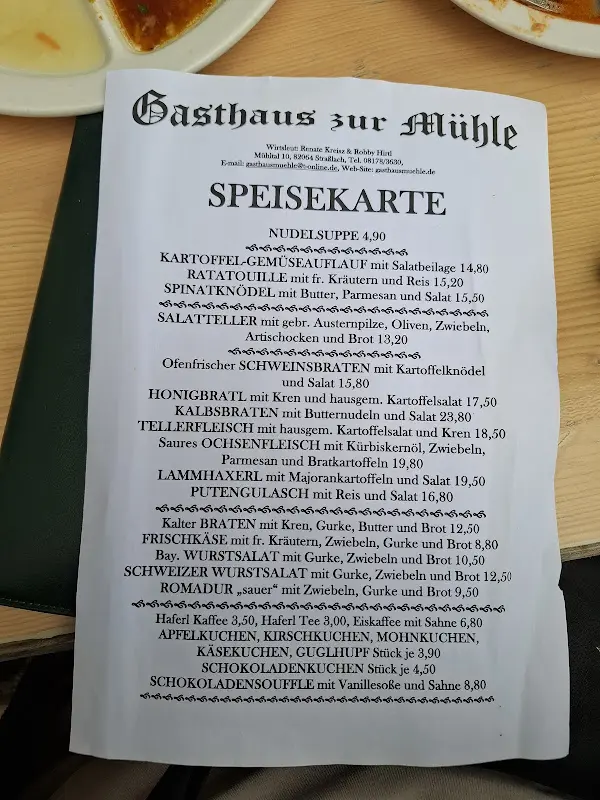 Gasthaus zur Mühle
Wirtsleut: Renate Kreisz & Robby Hirtl
Mühltal 10, 82064 Straßlach, Tel. 08178/3630,
E-mail: gasthausmuehle@t-online.de, Web-Site: gasthausmuehle.de
SPEISEKARTE
NUDELSUPPE 4,90
KARTOFFEL-GEMÜSEAUFLAUF mit Salatbeilage 14,80
RATATOUILLE mit fr. Kräutern und Reis 15,20
SPINATKNÖDEL mit Butter, Parmesan und Salat 15,50
SALATTELLER mit gebr. Austernpilze, Oliven, Zwiebeln,
Artischocken und Brot 13,20
Ofenfrischer SCHWEINSBRATEN mit Kartoffelknödel
und Salat 15,80
HONIGBRATL mit Kren und hausgem. Kartoffelsalat 17,50
KALBSBRATEN mit Butternudeln und Salat 23,80
TELLERFLEISCH mit hausgem. Kartoffelsalat und Kren 18,50
Saures OCHSENFLEISCH mit Kürbiskernöl, Zwiebeln,
Parmesan und Bratkartoffeln 19,80
LAMMHAXERL mit Majorankartoffeln und Salat 19,50
PUTENGULASCH mit Reis und Salat 16,80
Kalter BRATEN mit Kren, Gurke, Butter und Brot 12,50
FRISCHKÄSE mit fr. Kräutern, Zwiebeln, Gurke und Brot 8,80
Bay. WURSTSALAT mit Gurke, Zwiebeln und Brot 10,50
SCHWEIZER WURSTSALAT mit Gurke, Zwiebeln und Brot 12,50
ROMADUR „sauer“ mit Zwiebeln, Gurke und Brot 9,50
Haferl Kaffee 3,50, Haferl Tee 3,00, Eiskaffee mit Sahne 6,80
APFELKUCHEN, KIRSCHKUCHEN, MOHNKUCHEN,
KÄSEKUCHEN, GUGLHUPF Stück je 3,90
SCHOKOLADENKUCHEN Stück je 4,50
SCHOKOLADENSOUFFLE mit Vanillesoße und Sahne 8,80